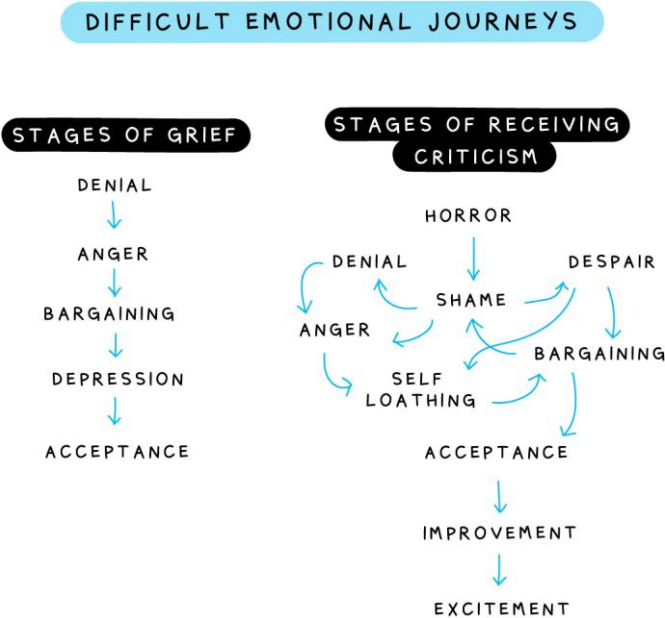 DIFFICULT EMOTIONAL JOURNEYS
STAGES OF GRIEF
DENIAL
ANGER
BARGAINING
DEPRESSION
ACCEPTANCE
STAGES OF RECEIVING
CRITICISM
HORROR
DENIAL
DESPAIR
SHAME
ANGER
BARGAINING
SELF
LOATHING
ACCEPTANCE
IMPROVEMENT
EXCITEMENT